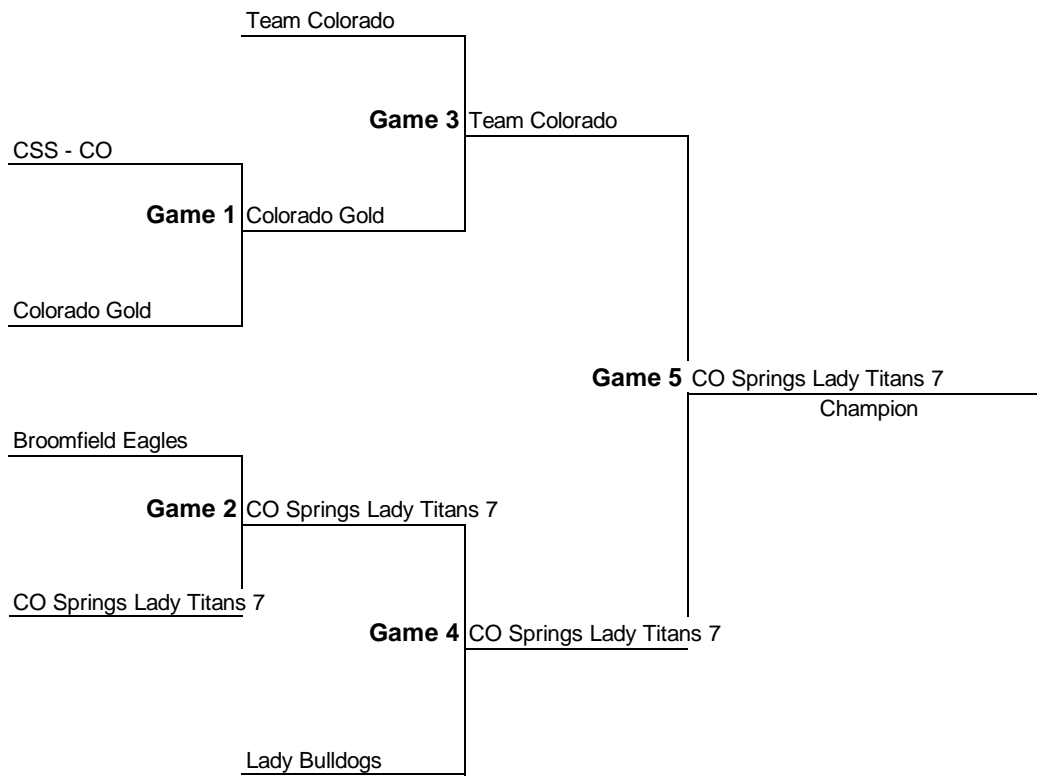 Team Colorado
Game 3 Team Colorado
CSS - CO
Game 1 Colorado Gold
Colorado Gold
Game 5 CO Springs Lady Titans 7
Champion
Broomfield Eagles
Game 2 CO Springs Lady Titans 7
CO Springs Lady Titans 7
Game 4 CO Springs Lady Titans 7
Lady Bulldogs